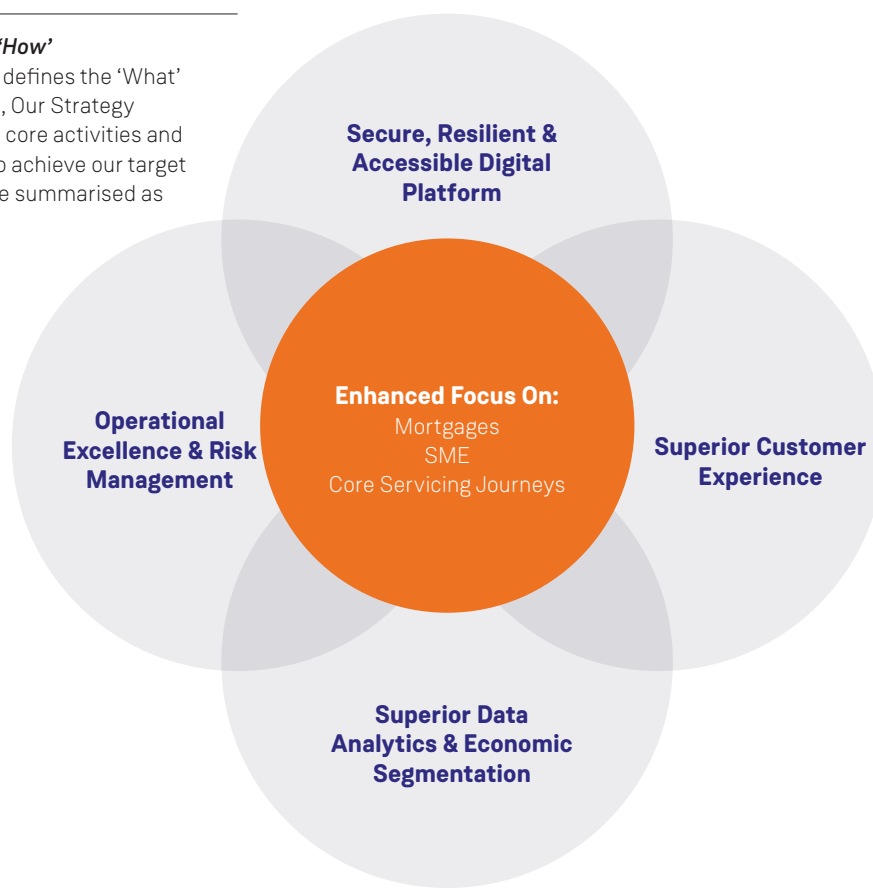 ‘How’
defines the ‘What’
, Our Strategy
core activities and
o achieve our target
e summarised as
Secure, Resilient &
Accessible Digital
Platform
Operational
Excellence & Risk
Management
Enhanced Focus On:
Mortgages
SME
Core Servicing Journeys
Superior Customer
Experience
Superior Data
Analytics & Economic
Segmentation